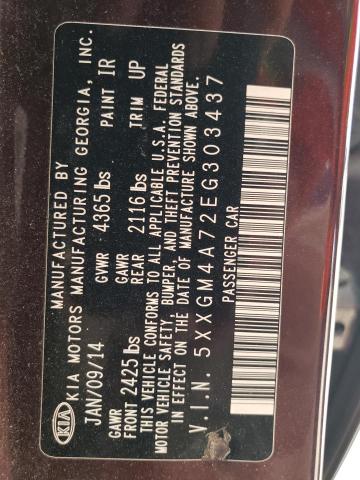 MANUFACTURED BY
KIA KIA MOTORS MANUFACTURING GEORGIA, INC.
JAN/09/14 GVWR 4365 lbs PAINT IR
GAWR FRONT 2425 lbs GAWR REAR 2116 lbs TRIM UP
THIS VEHICLE CONFORMS TO ALL APPLICABLE U.S.A. FEDERAL
MOTOR VEHICLE SAFETY, BUMPER, AND THEFT PREVENTION STANDARDS
IN EFFECT ON THE DATE OF MANUFACTURE SHOWN ABOVE.
V.I.N. 5XXGM4A72EG303437
PASSENGER CAR